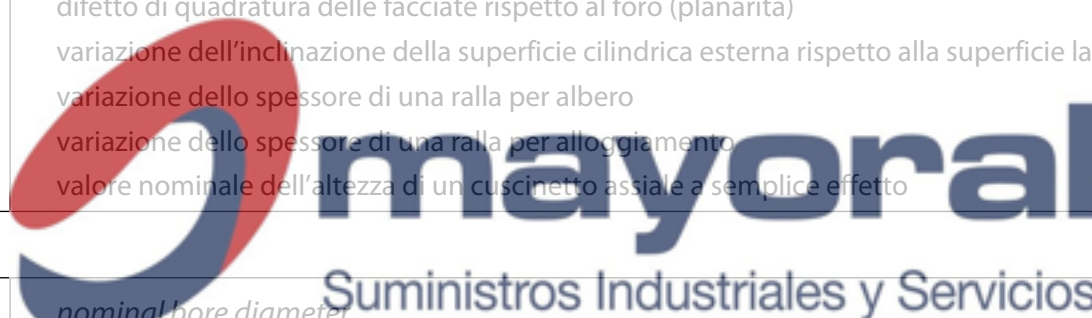 difetto di quadratura delle facciate rispetto al foro (planarità)
variazione dell’inclinazione della superficie cilindrica esterna rispetto alla superficie la
variazione dello spessore di una ralla per albero
variazione dello spessore di una ralla per alloggiamento
valore nominale dell’altezza di un cuscinetto assiale a semplice effetto
mayoral
Suministros Industriales y Servicios
nominal bore diameter